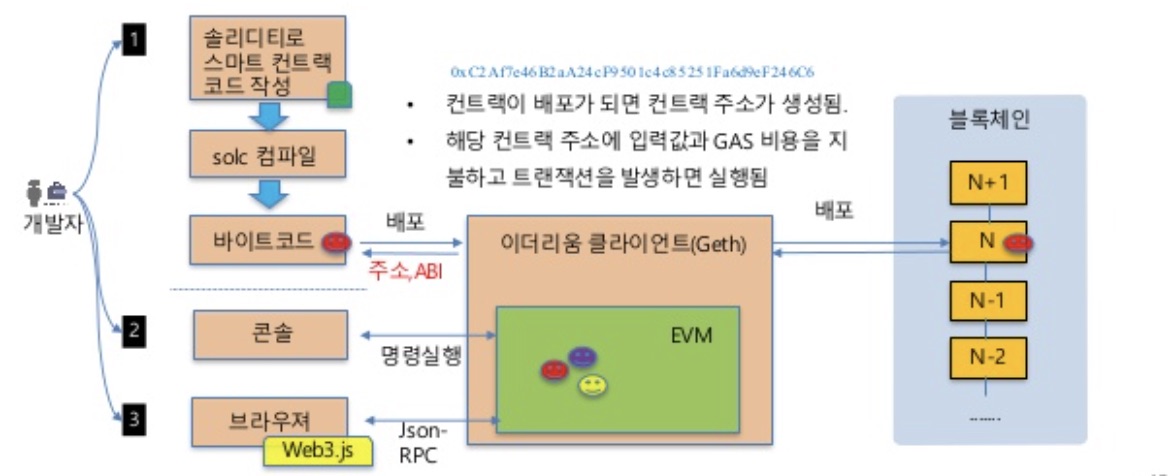 1
솔리디티로
스마트 컨트랙
코드 작성
solc 컴파일
바이트코드
개발자
0xC2Af7e46B2aA24cF9501c4c85251Fa6d9eF246C6
• 컨트랙이 배포가 되면 컨트랙 주소가 생성됨.
• 해당 컨트랙 주소에 입력값과 GAS 비용을 지
불하고 트랜잭션을 발생하면 실행됨
배포
주소,ABI
이더리움 클라이언트(Geth)
EVM
배포
블록체인
N+1
N
N-1
N-2
.......
2
콘솔
명령실행
3
브라우져
Web3.js
Json-
RPC